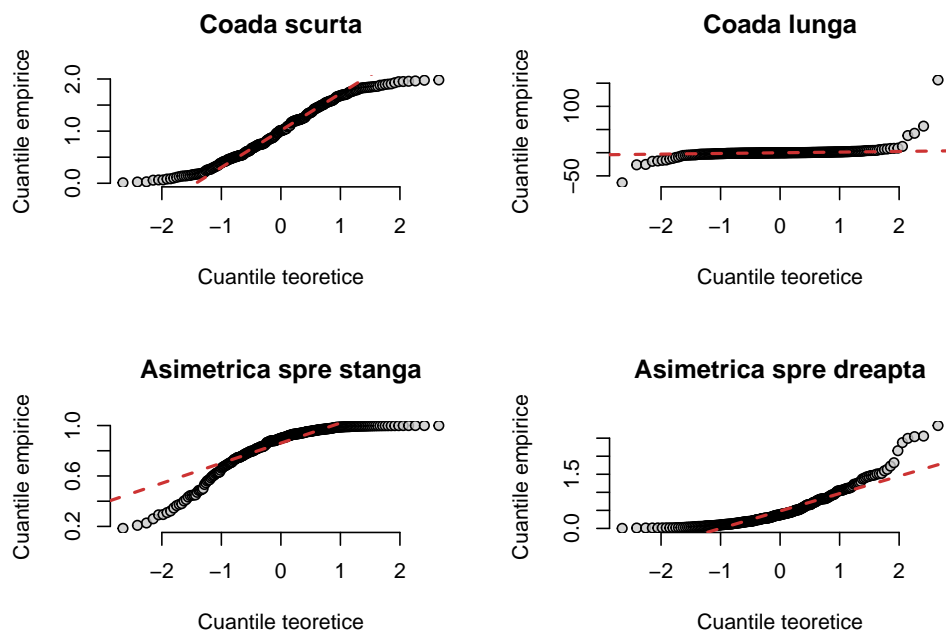 Coada scurta
Cuantile empirice
0.0 1.0 2.0
−2 −1 0 1 2
Cuantile teoretice
Coada lunga
Cuantile empirice
−50 100
−2 −1 0 1 2
Cuantile teoretice
Asimetrica spre stanga
Cuantile empirice
0.2 0.6 1.0
−2 −1 0 1 2
Cuantile teoretice
Asimetrica spre dreapta
Cuantile empirice
0.0 1.5
−2 −1 0 1 2
Cuantile teoretice